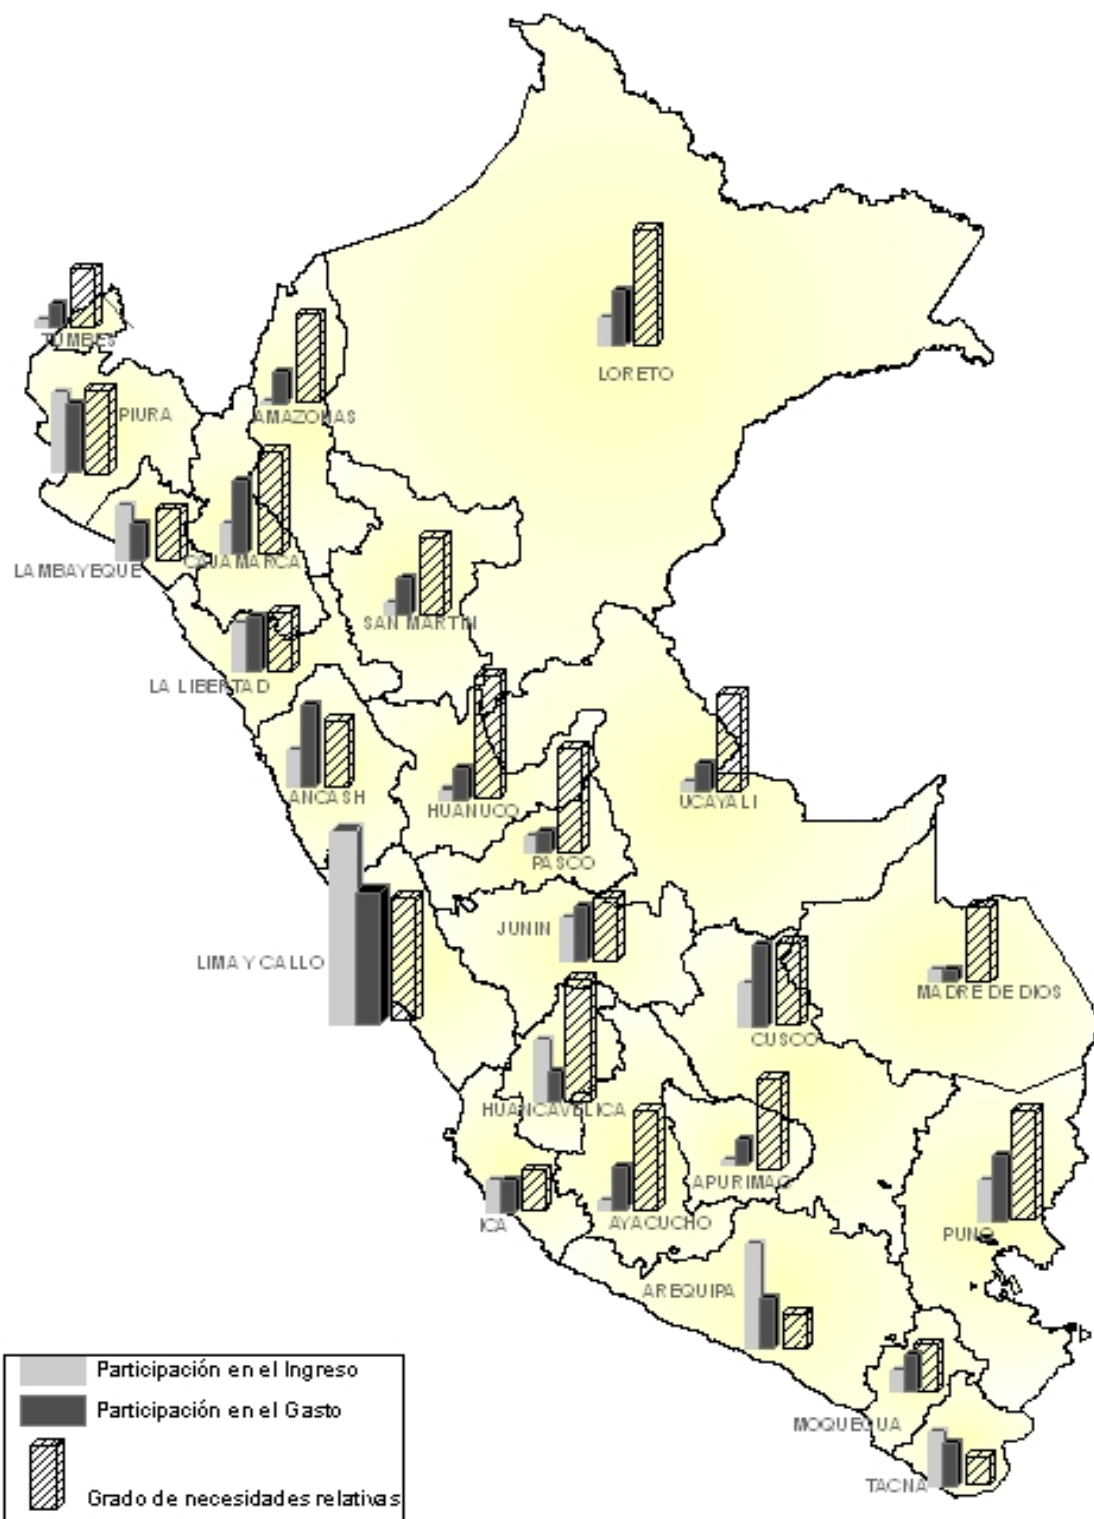 TUMBES
LORETO
PIURA
AMAZONAS
LAMBAYEQUE
CAJAMARCA
SAN MARTIN
LA LIBERTAD
ANCASH
HUANUCO
UCAYALI
PASCO
JUNIN
LIMA Y CALLO
MADRE DE DIOS
CUSCO
HUANCAVELICA
APURIMAC
ICA
AYACUCHO
PUNO
AREQUIPA
MOQUEGUA
TACNA
Participación en el Ingreso
Participación en el Gasto
Grado de necesidades relativas